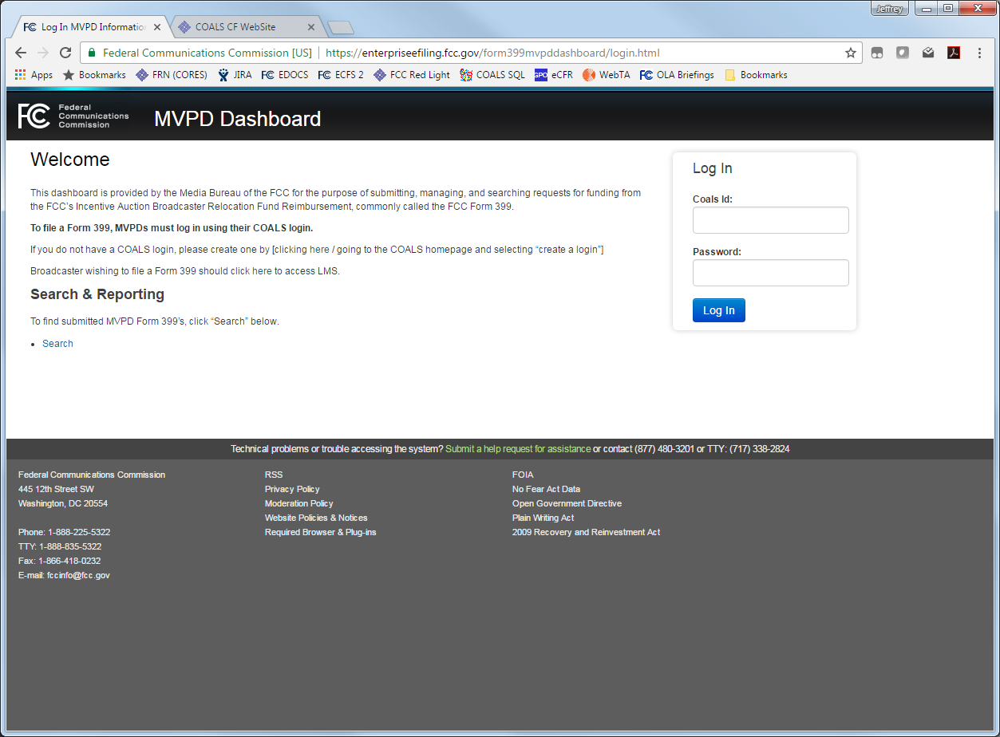 Jeffrey
Log In MVPD Informatio
COALS CF WebSite
Federal Communications Commission [US]
https://enterpriseefiling.fcc.gov/form399mvpddashboard/login.html
Apps
Bookmarks
FRN (CORES)
JIRA
FC EDOCS
FC ECFS 2
FCC Red Light
COALS SQL
GPO eCFR
WebTA
FC OLA Briefings
Bookmarks
FCC
Federal
Communications
Commission
MVPD Dashboard
Welcome
This dashboard is provided by the Media Bureau of the FCC for the purpose of submitting, managing, and searching requests for funding from
the FCC's Incentive Auction Broadcaster Relocation Fund Reimbursement, commonly called the FCC Form 399.
To file a Form 399, MVPDs must log in using their COALS login.
If you do not have a COALS login, please create one by [clicking here / going to the COALS homepage and selecting “create a login”]
Broadcaster wishing to file a Form 399 should click here to access LMS.
Search & Reporting
To find submitted MVPD Form 399's, click “Search” below.
Search
Log In
Coals Id:
Password:
Log In
Technical problems or trouble accessing the system? Submit a help request for assistance or contact (877) 480-3201 or TTY: (717) 338-2824
Federal Communications Commission
445 12th Street SW
Washington, DC 20554
Phone: 1-888-225-5322
TTY: 1-888-835-5322
Fax: 1-866-418-0232
E-mail: fccinfo@fcc.gov
RSS
Privacy Policy
Moderation Policy
Website Policies & Notices
Required Browser & Plug-ins
FOIA
No Fear Act Data
Open Government Directive
Plain Writing Act
2009 Recovery and Reinvestment Act